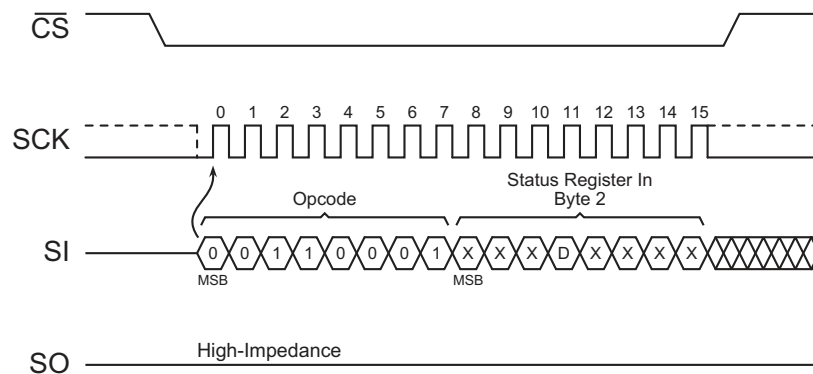 CS
0 1 2 3 4 5 6 7 8 9 10 11 12 13 14 15
SCK
Status Register In
Opcode Byte 2
SI 0 0 1 1 0 0 0 1 X X X D X X X X
MSB MSB
High-Impedance
SO